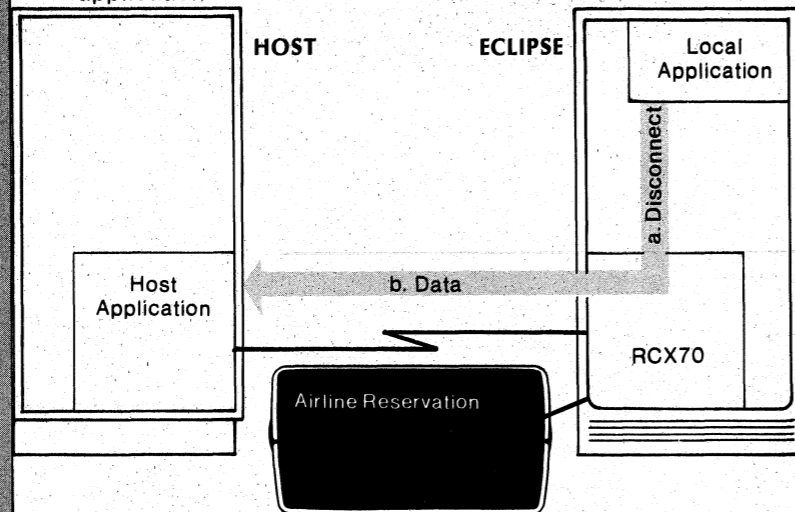 HOST
ECLIPSE
Local
Application
a. Disconnect
b. Data
Host
Application
RCX70
Airline Reservation